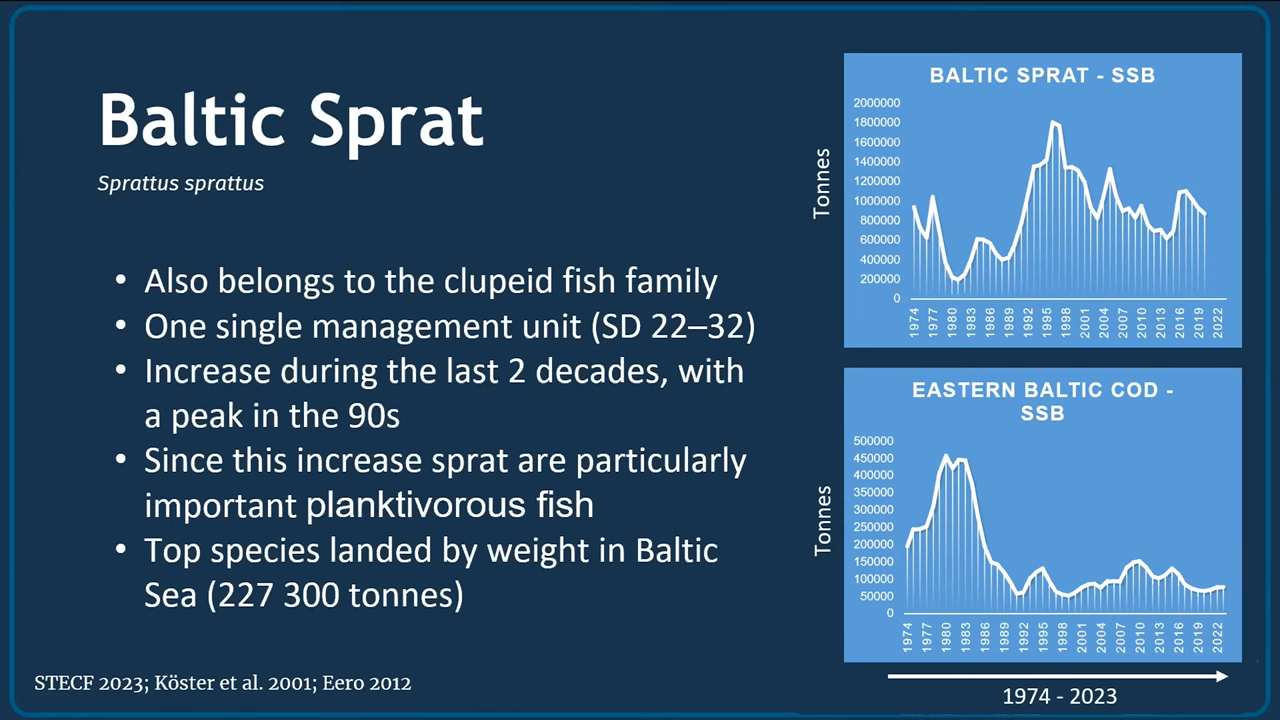 Baltic Sprat
Sprattus sprattus
• Also belongs to the clupeid fish family
• One single management unit (SD 22–32)
• Increase during the last 2 decades, with
a peak in the 90s
• Since this increase sprat are particularly
important planktivorous fish
• Top species landed by weight in Baltic
Sea (227 300 tonnes)
STECF 2023; Köster et al. 2001; Eero 2012
BALTIC SPRAT - SSB
Tonnes
2000000
1800000
1600000
1400000
1200000
1000000
800000
600000
400000
200000
0
1974 1977 1980 1983 1986 1989 1992 1995 1998 2001 2004 2007 2010 2013 2016 2019 2022
EASTERN BALTIC COD -
SSB
Tonnes
500000
450000
400000
350000
300000
250000
200000
150000
100000
50000
0
1974 1977 1980 1983 1986 1989 1992 1995 1998 2001 2004 2007 2010 2013 2016 2019 2022
1974 - 2023